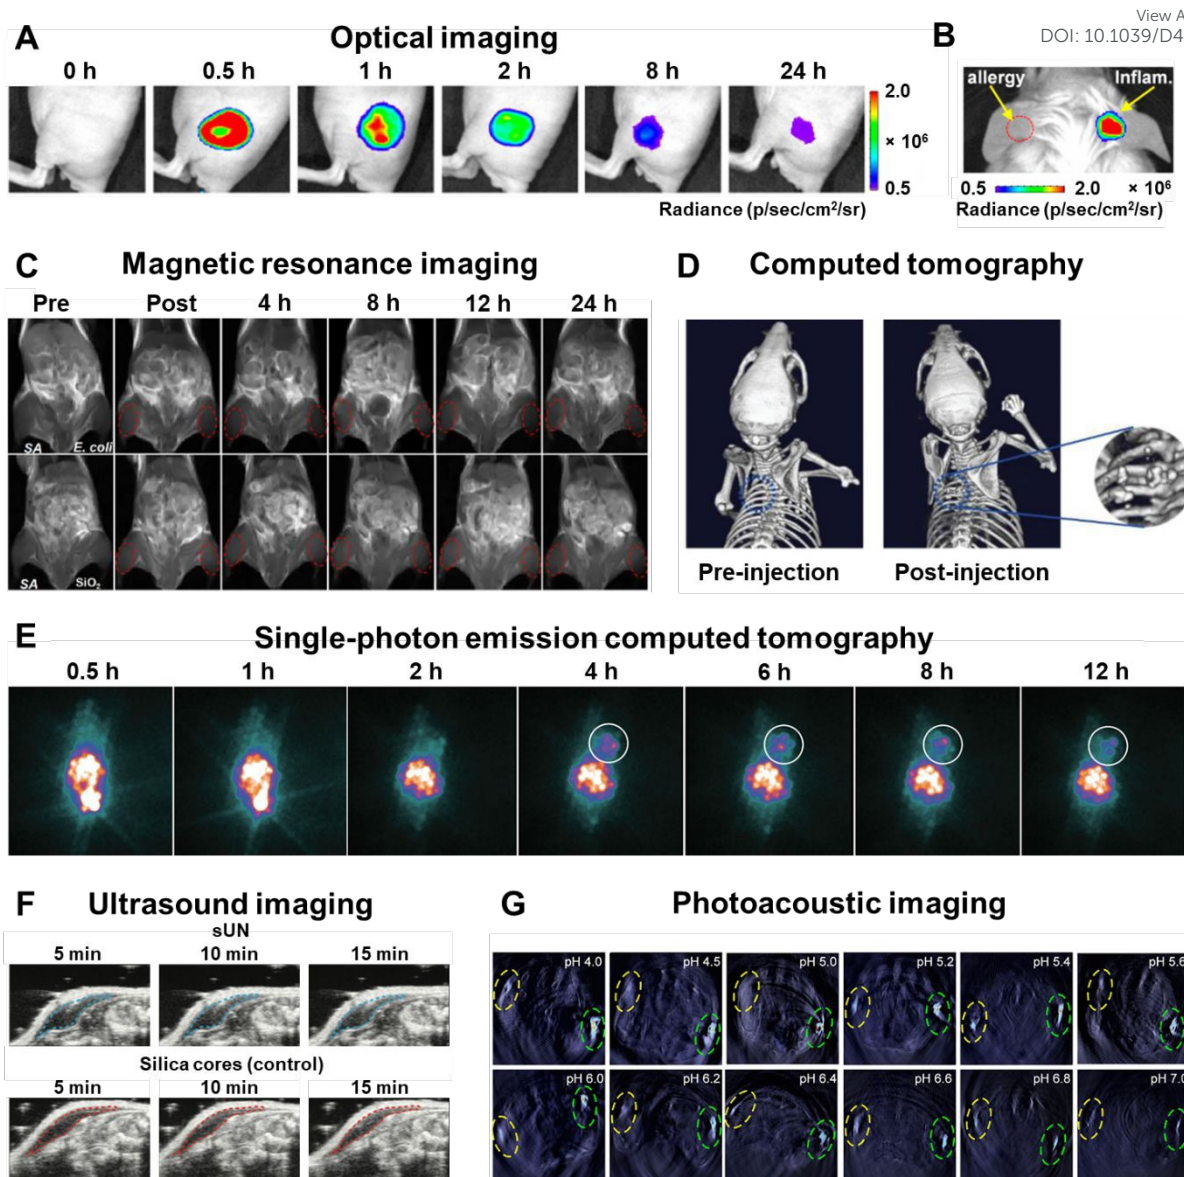 View A
DOI: 10.1039/D4
A
Optical imaging
0 h 0.5 h 1 h 2 h 8 h 24 h
2.0
× 10⁶
0.5
Radiance (p/sec/cm²/sr)
B
allergy Inflam.
0.5 2.0 × 10⁶
Radiance (p/sec/cm²/sr)
C
Magnetic resonance imaging
Pre Post 4 h 8 h 12 h 24 h
SA E. coli
SA SiO₂
D
Computed tomography
Pre-injection Post-injection
E
Single-photon emission computed tomography
0.5 h 1 h 2 h 4 h 6 h 8 h 12 h
F
Ultrasound imaging
sUN
5 min 10 min 15 min
Silica cores (control)
5 min 10 min 15 min
G
Photoacoustic imaging
pH 4.0 pH 4.5 pH 5.0 pH 5.2 pH 5.4 pH 5.6
pH 6.0 pH 6.2 pH 6.4 pH 6.6 pH 6.8 pH 7.0